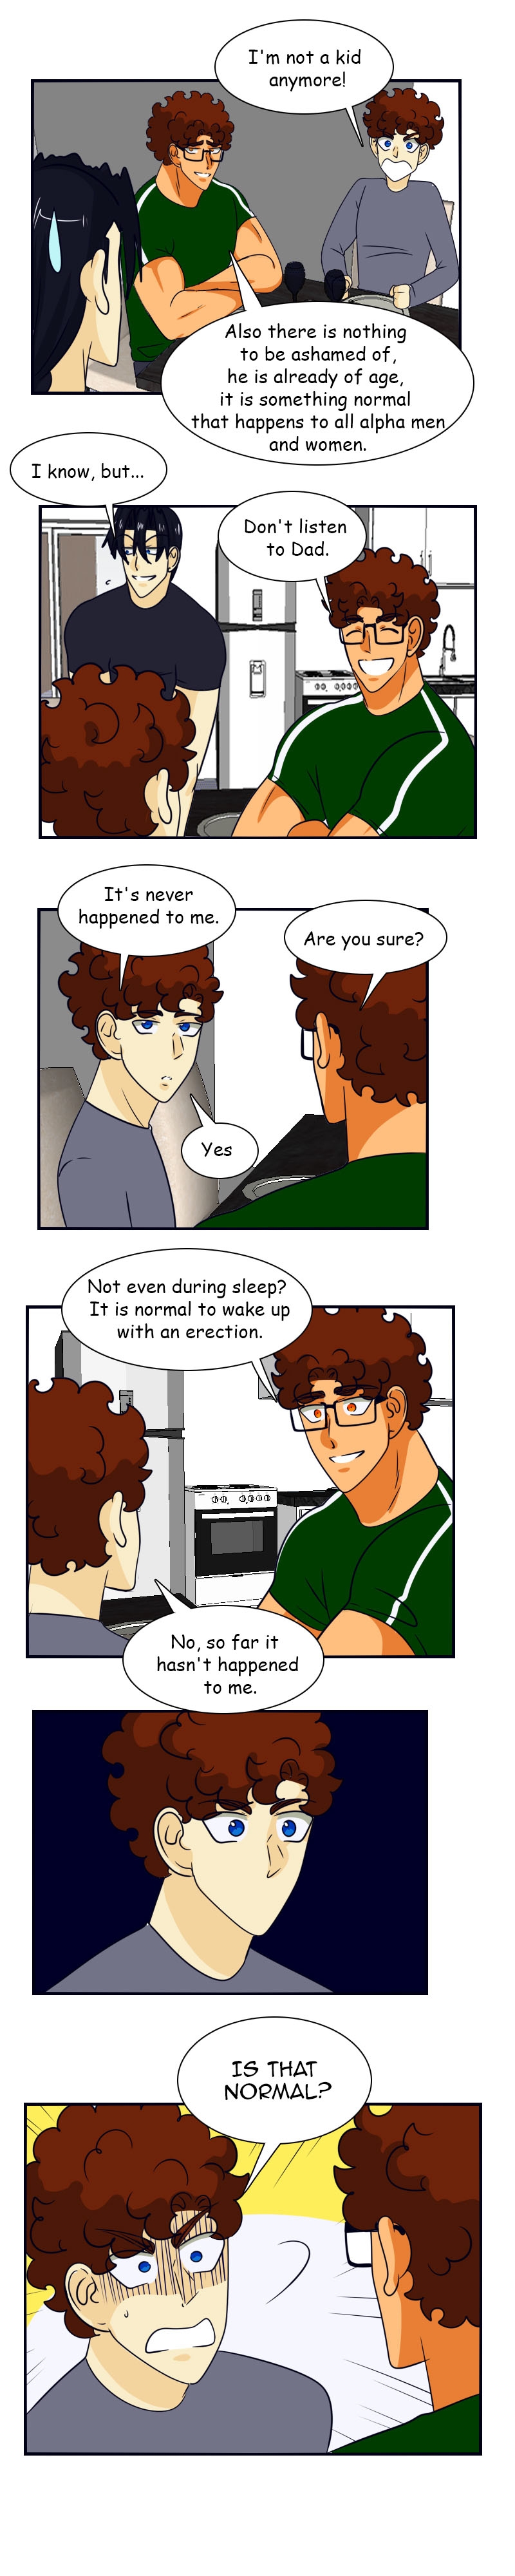 I'm not a kid
anymore!
Also there is nothing
to be ashamed of,
he is already of age,
it is something normal
that happens to all alpha men
and women.
I know, but...
Don't listen
to Dad.
It's never
happened to me.
Are you sure?
Yes
Not even during sleep?
It is normal to wake up
with an erection.
No, so far it
hasn't happened
to me.
IS THAT
NORMAL?